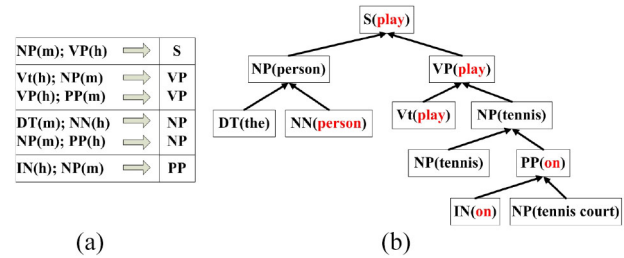 NP(m); VP(h) S
Vt(h); NP(m) VP
VP(h); PP(m) VP
DT(m); NN(h) NP
NP(m); PP(h) NP
IN(h); NP(m) PP
(a)
S(play)
NP(person) VP(play)
DT(the) NN(person) Vt(play) NP(tennis)
NP(tennis) PP(on)
IN(on) NP(tennis court)
(b)